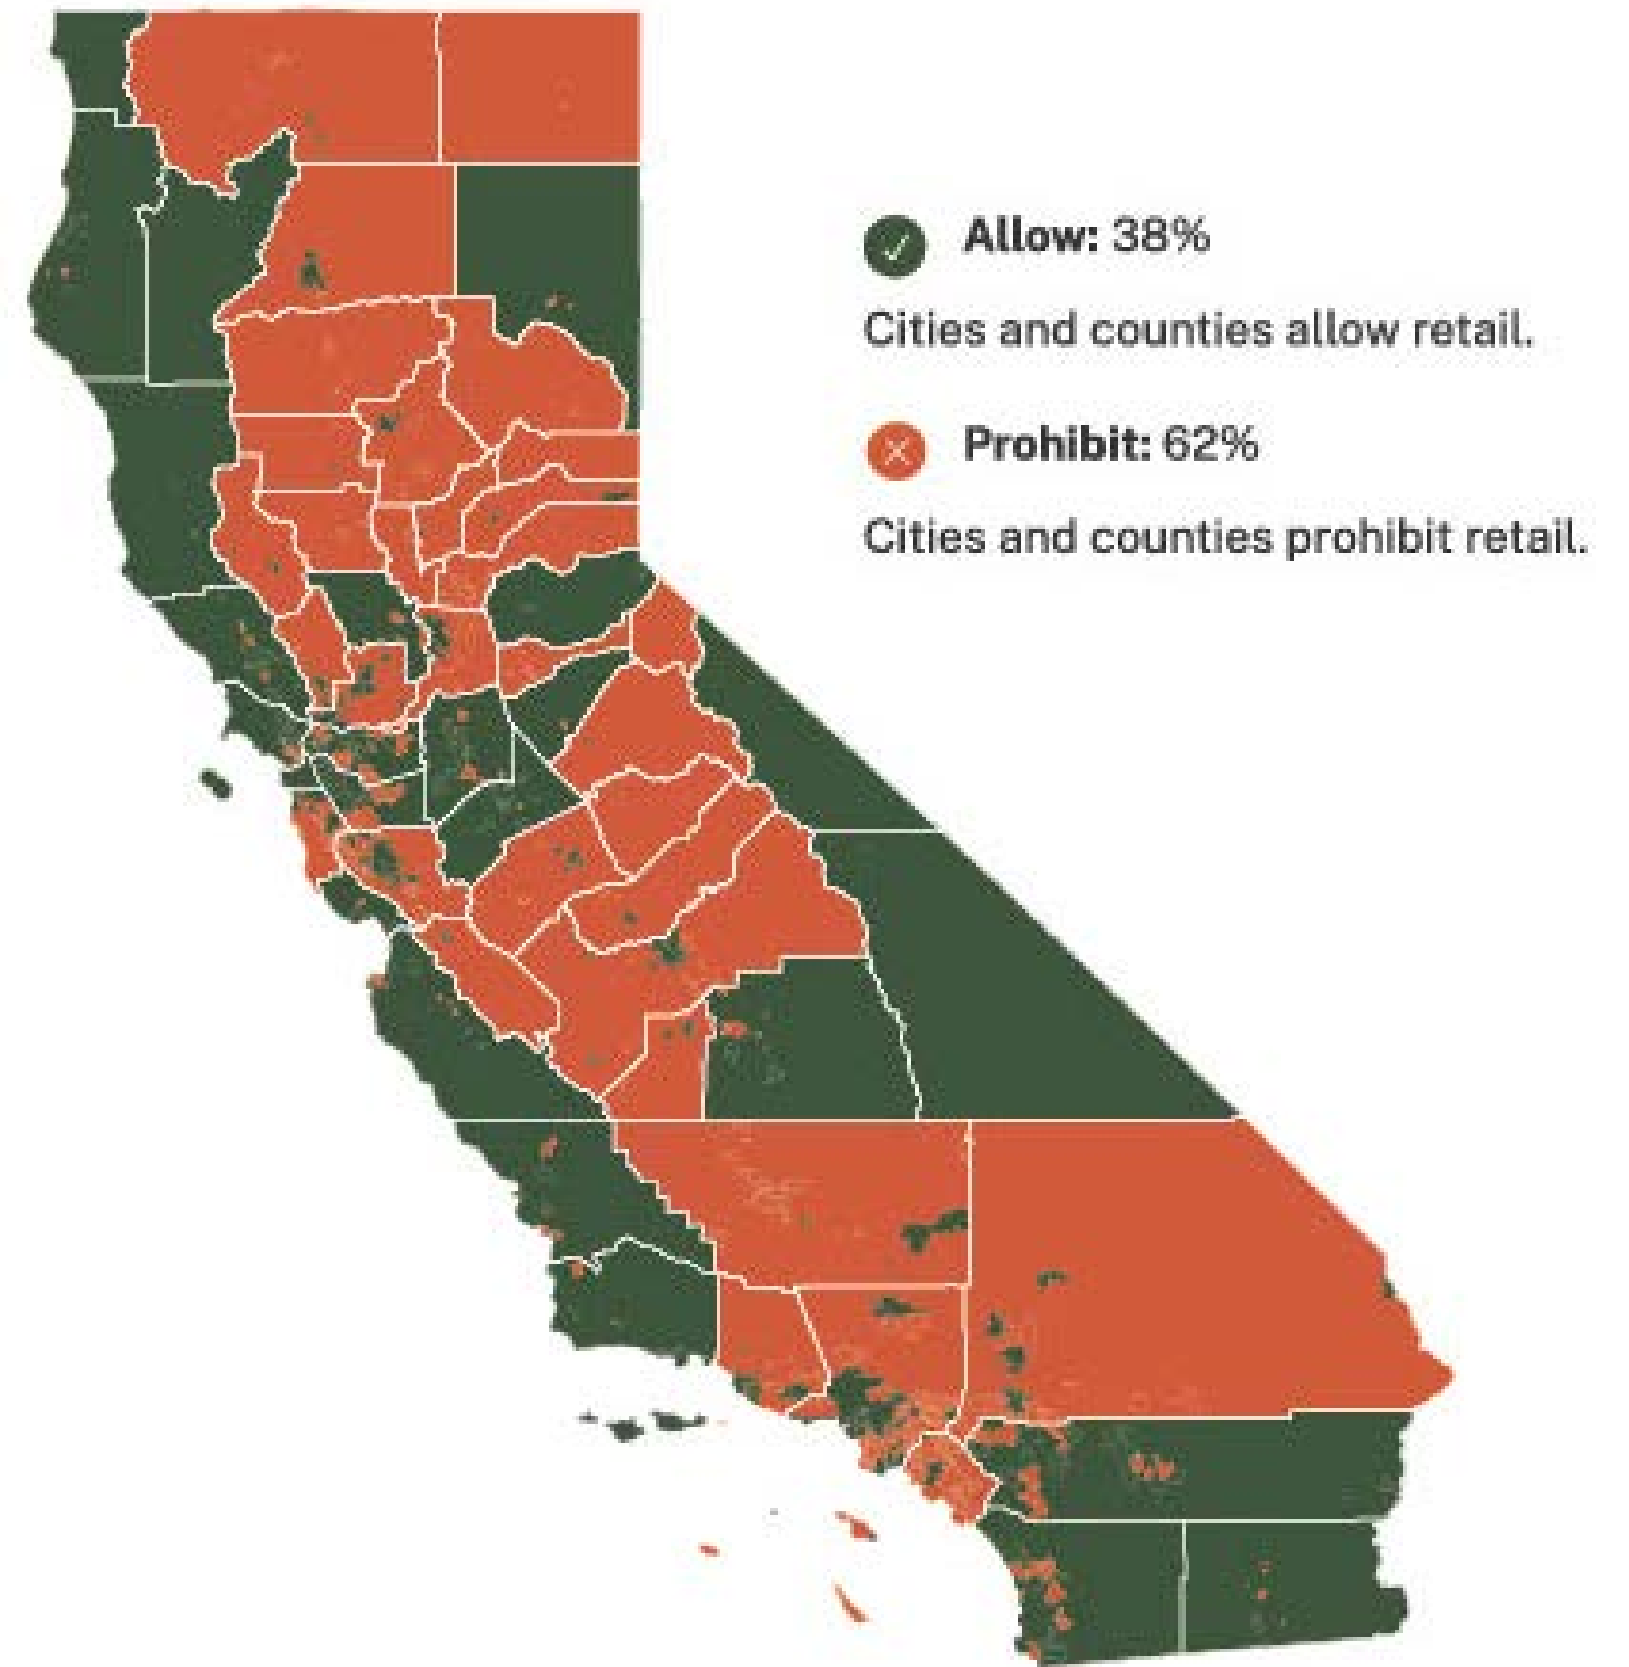 Allow: 38%
Cities and counties allow retail.
Prohibit: 62%
Cities and counties prohibit retail.